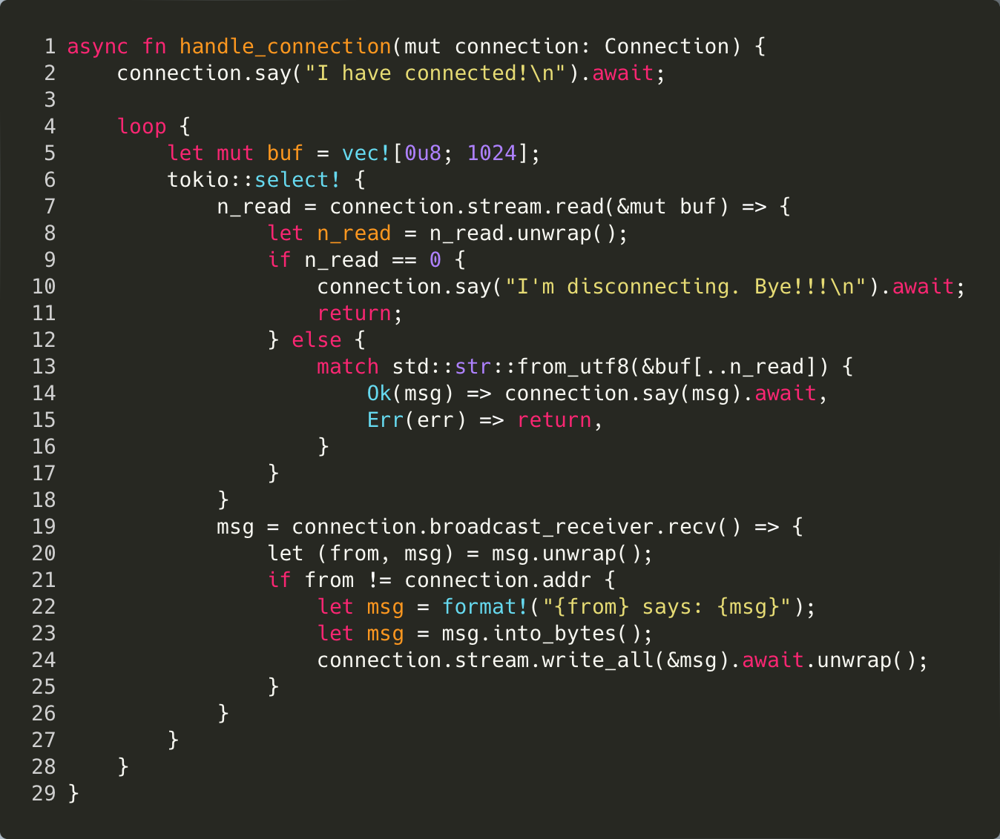 1 async fn handle_connection(mut connection: Connection) {
2     connection.say("I have connected!\n").await;
3
4     loop {
5         let mut buf = vec![0u8; 1024];
6         tokio::select! {
7             n_read = connection.stream.read(&mut buf) => {
8                 let n_read = n_read.unwrap();
9                 if n_read == 0 {
10                     connection.say("I'm disconnecting. Bye!!!\n").await;
11                     return;
12                 } else {
13                     match std::str::from_utf8(&buf[..n_read]) {
14                         Ok(msg) => connection.say(msg).await,
15                         Err(err) => return,
16                     }
17                 }
18             }
19             msg = connection.broadcast_receiver.recv() => {
20                 let (from, msg) = msg.unwrap();
21                 if from != connection.addr {
22                     let msg = format!("{from} says: {msg}");
23                     let msg = msg.into_bytes();
24                     connection.stream.write_all(&msg).await.unwrap();
25                 }
26             }
27         }
28     }
29 }